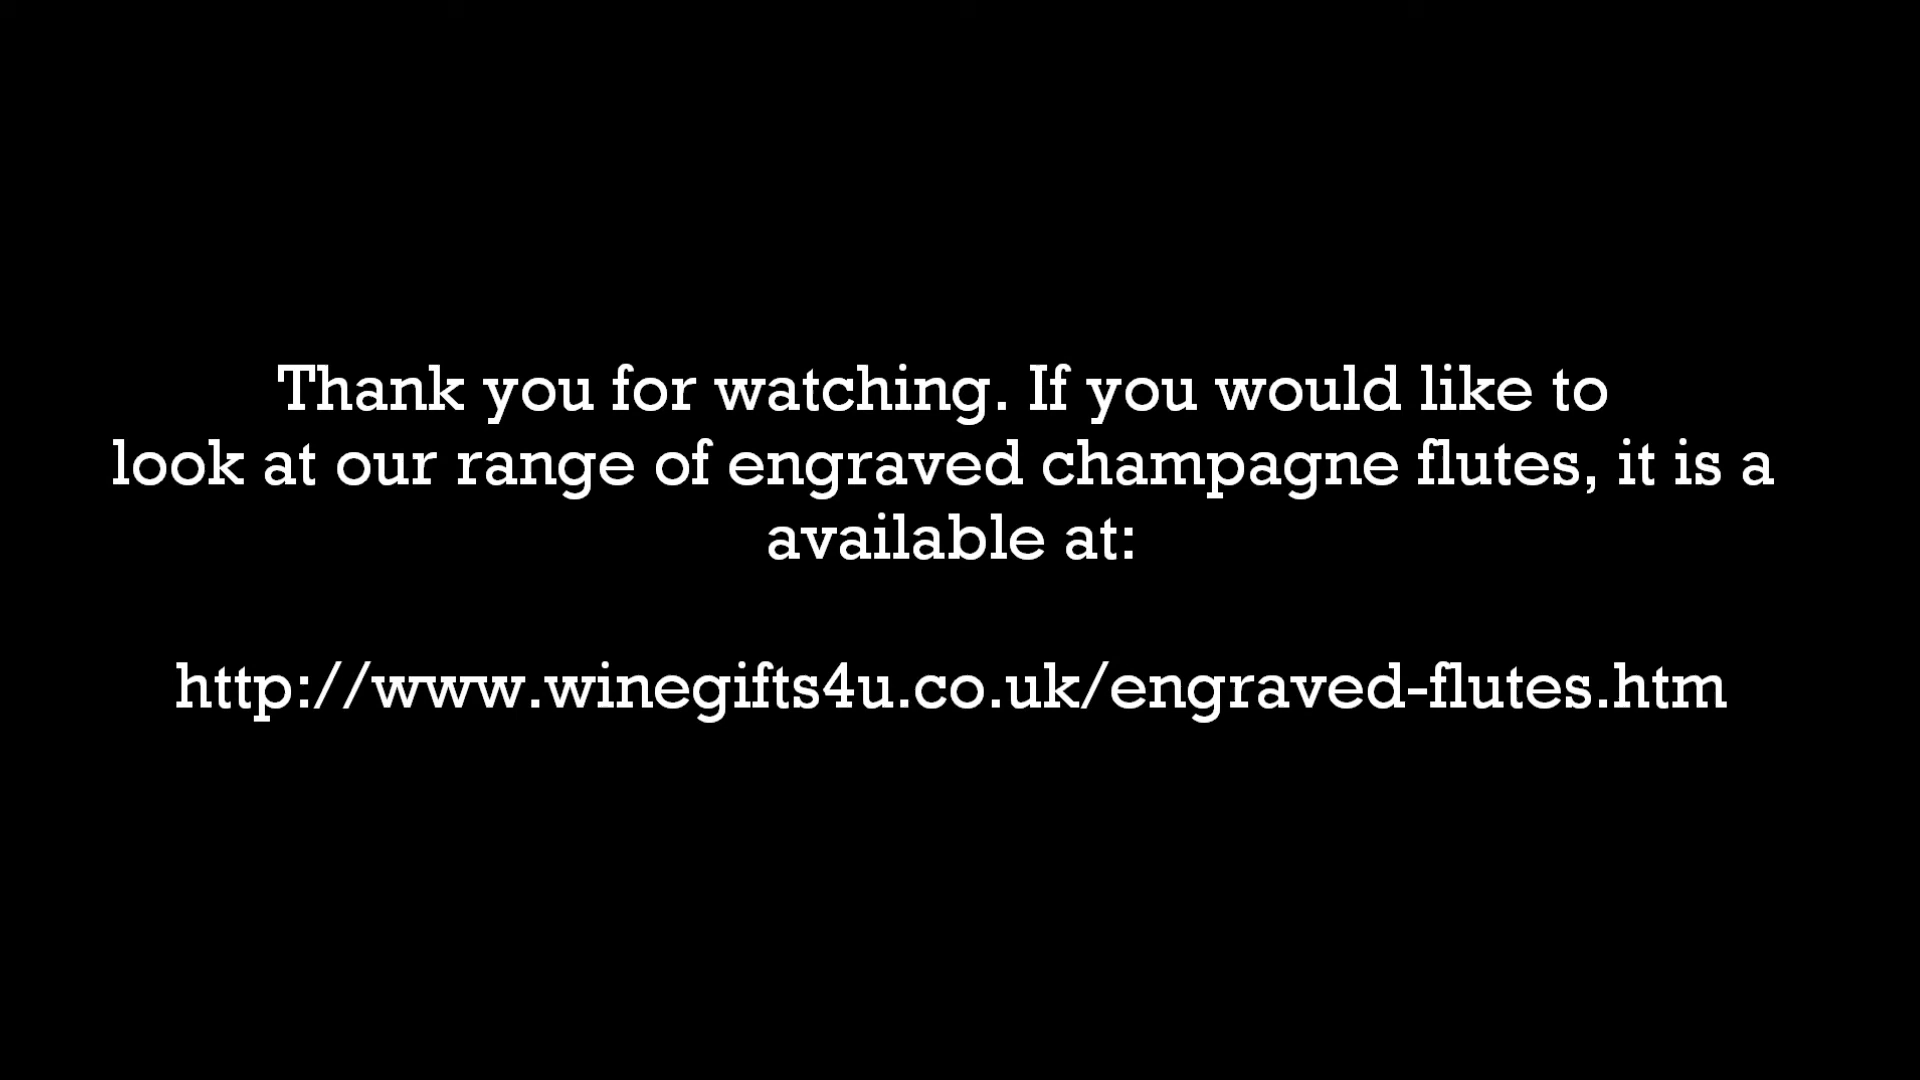 Thank you for watching. If you would like to
look at our range of engraved champagne flutes, it is a
available at:
http://www.winegifts4u.co.uk/engraved-flutes.htm